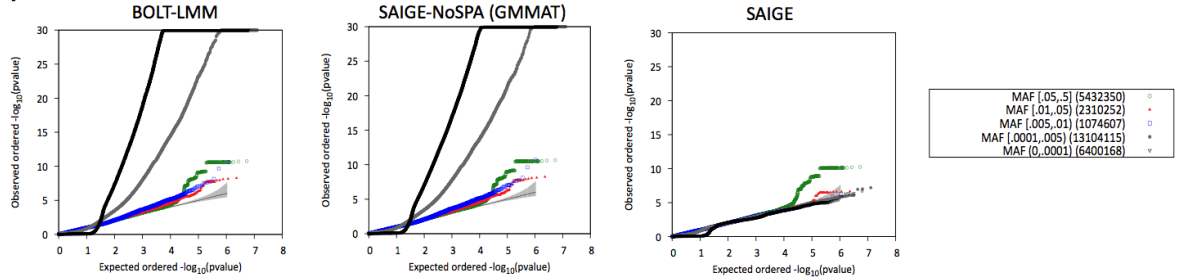 BOLT-LMM
SAIGE-NoSPA (GMMAT)
SAIGE
Observed ordered -log10(pvalue)
30
25
20
15
10
5
0
0 1 2 3 4 5 6 7 8
Expected ordered -log10(pvalue)
Observed ordered -log10(pvalue)
30
25
20
15
10
5
0
0 1 2 3 4 5 6 7 8
Expected ordered -log10(pvalue)
Observed ordered -log10(pvalue)
30
25
20
15
10
5
0
0 1 2 3 4 5 6 7 8
Expected ordered -log10(pvalue)
MAF [.05,.5] (5432350)
MAF [.01,.05) (2310252)
MAF [.005,.01) (1074607)
MAF [.0001,.005) (13104115)
MAF (0,.0001) (6400168)